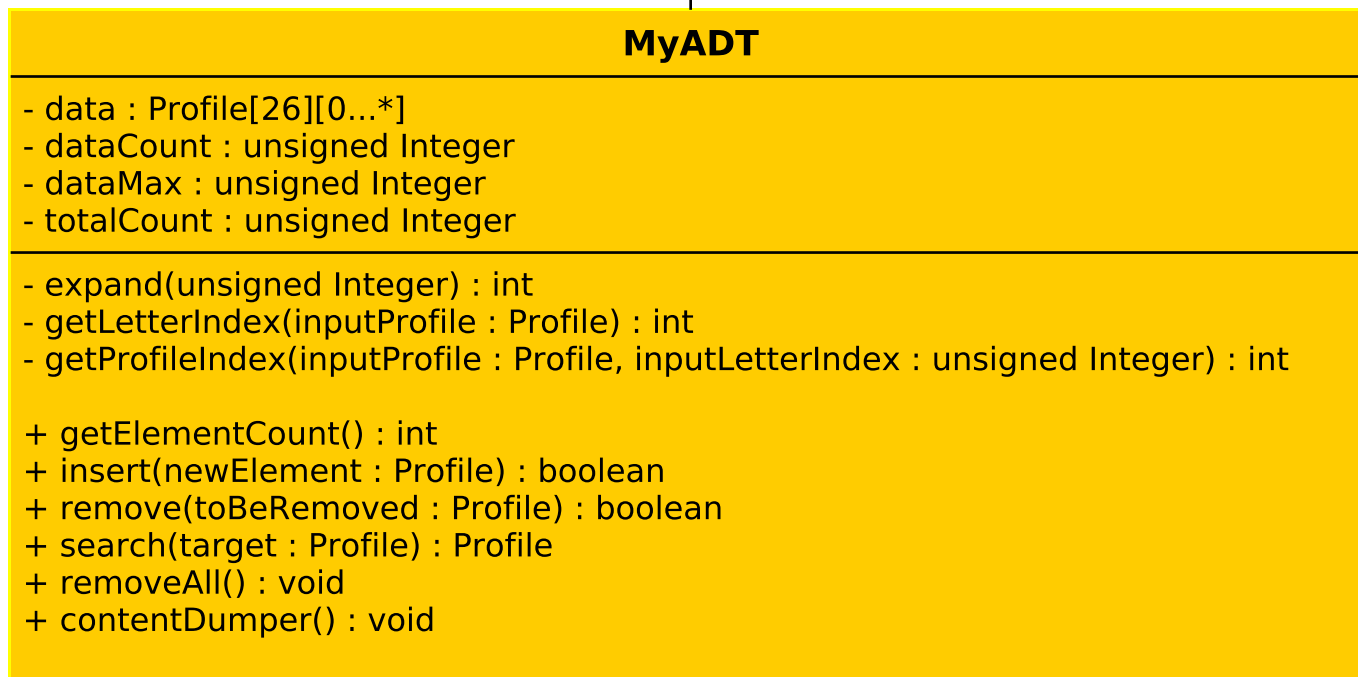 MyADT
- data : Profile[26][0...*]
- dataCount : unsigned Integer
- dataMax : unsigned Integer
- totalCount : unsigned Integer
- expand(unsigned Integer) : int
- getLetterIndex(inputProfile : Profile) : int
- getProfileIndex(inputProfile : Profile, inputLetterIndex : unsigned Integer) : int
+ getElementCount() : int
+ insert(newElement : Profile) : boolean
+ remove(toBeRemoved : Profile) : boolean
+ search(target : Profile) : Profile
+ removeAll() : void
+ contentDumper() : void